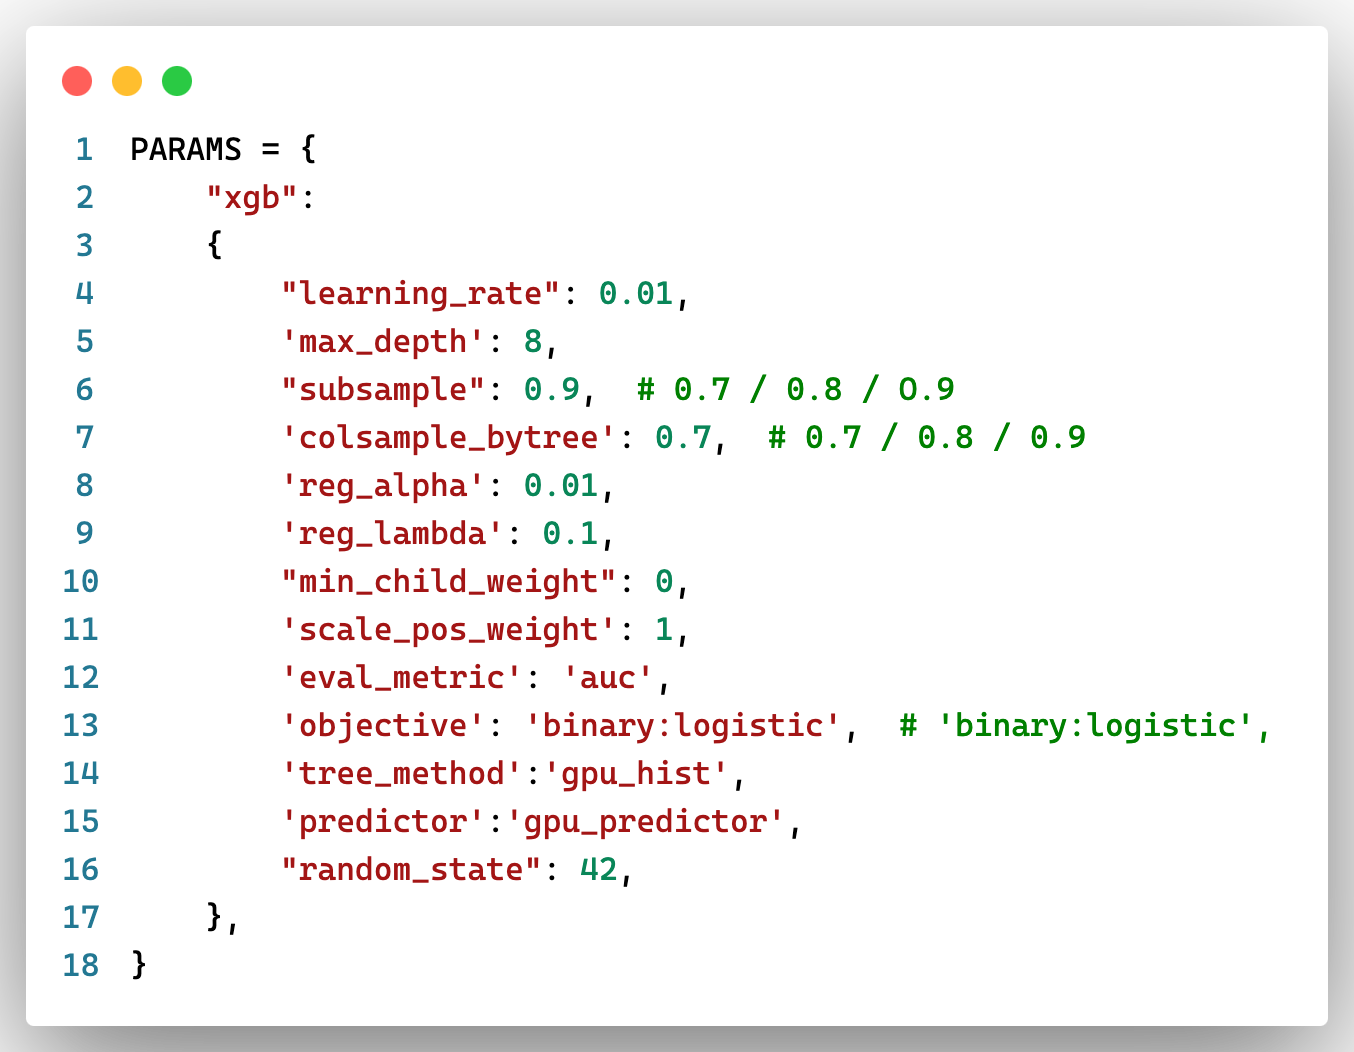 1 PARAMS = {
2     "xgb":
3     {
4         "learning_rate": 0.01,
5         'max_depth': 8,
6         "subsample": 0.9,  # 0.7 / 0.8 / O.9
7         'colsample_bytree': 0.7,  # 0.7 / 0.8 / 0.9
8         'reg_alpha': 0.01,
9         'reg_lambda': 0.1,
10         "min_child_weight": 0,
11         'scale_pos_weight': 1,
12         'eval_metric': 'auc',
13         'objective': 'binary:logistic',  # 'binary:logistic',
14         'tree_method':'gpu_hist',
15         'predictor':'gpu_predictor',
16         "random_state": 42,
17     },
18 }